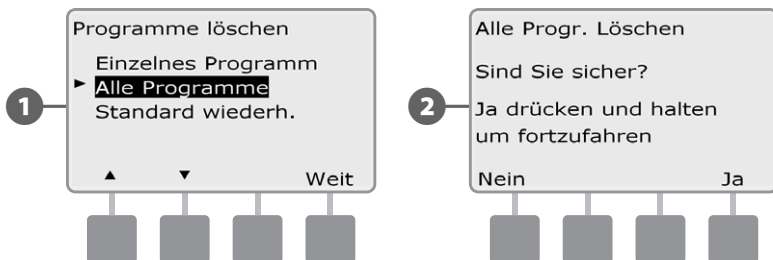 Programme löschen
Einzelnes Programm
► Alle Programme
Standard wiederh.
1
▲ ▼ Weit
Alle Progr. Löschen
Sind Sie sicher?
2
Ja drücken und halten
um fortzufahren
Nein Ja